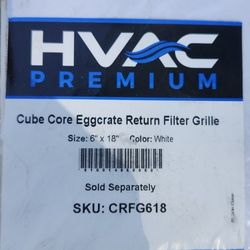 HVAC
PREMIUM
Cube Core Eggcrate Return Filter Grille
Size: 6" x 18" Color: White
Sold Separately
SKU: CRFG618